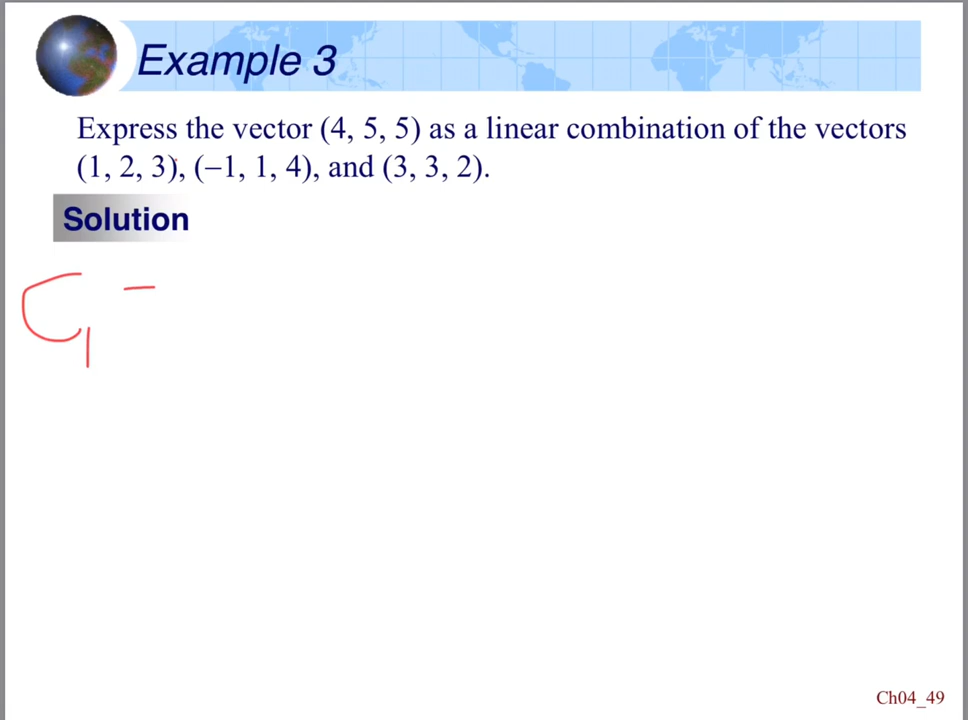 Example 3
Express the vector (4, 5, 5) as a linear combination of the vectors
(1, 2, 3), (−1, 1, 4), and (3, 3, 2).
Solution
C1 –
Ch04_49